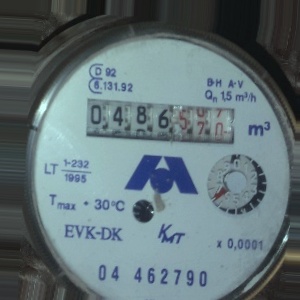 D 92
6.131.92
B-H A-V
Qn 1,5 m³/h
0486570
m³
LT 1-232
1995
Tmax • 30°C
EVK-DK
KMT
x 0,0001
04 462790